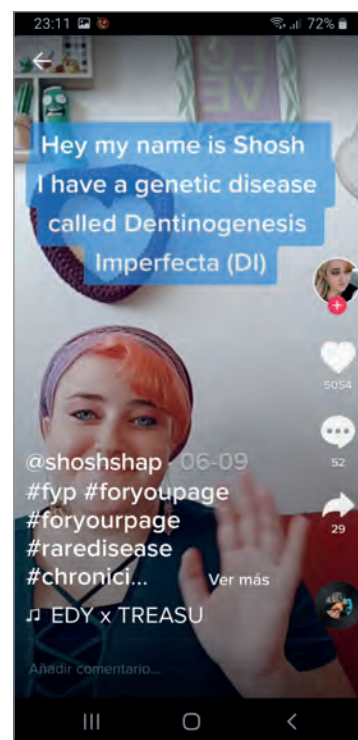 23:11 72%
Hey my name is Shosh
I have a genetic disease
called Dentinogenesis
Imperfecta (DI)
5054
52
@shoshshap · 06-09
#fyp #foryoupage
#foryourpage
29
#raredisease
#chronici... Ver más
♫ EDY x TREASU
Añadir comentario...